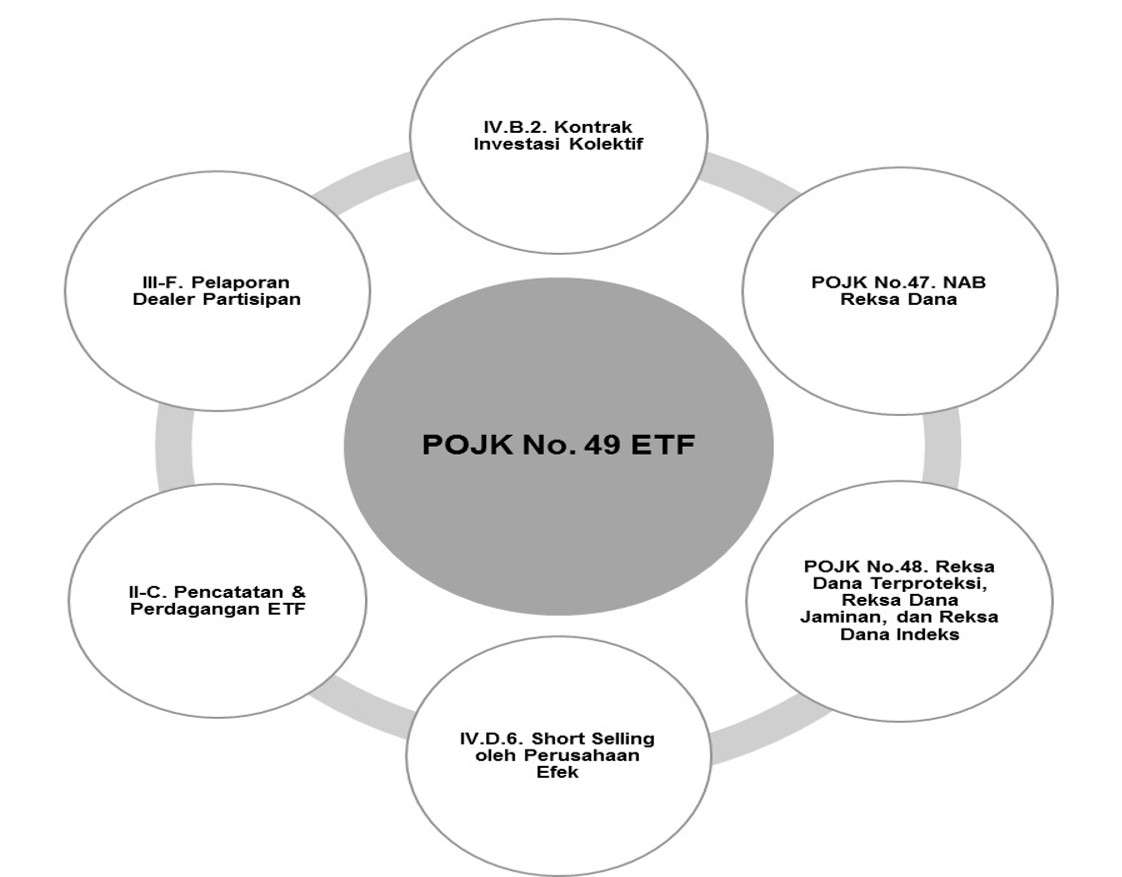 IV.B.2. Kontrak
Investasi Kolektif
POJK No.47. NAB
Reksa Dana
POJK No.48. Reksa
Dana Terproteksi,
Reksa Dana
Jaminan, dan Reksa
Dana Indeks
IV.D.6. Short Selling
oleh Perusahaan
Efek
II-C. Pencatatan &
Perdagangan ETF
III-F. Pelaporan
Dealer Partisipan
POJK No. 49 ETF